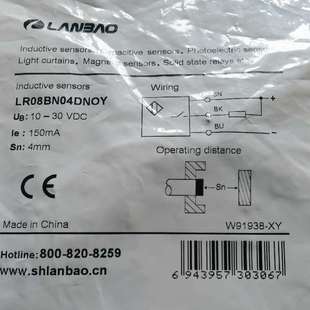 LANBAO
Inductive sensors, Capacitive sensors, Photoelectric sensors
Light curtains, Magnetic sensors, Solid state relays
Inductive sensors
LR08BN04DNOY
UB: 10 – 30 VDC
Ie : 150mA
Sn: 4mm
Wiring
BN
+
BK
BU
-
Operating distance
Sn
CE
Made in China
W91938-XY
Hotline:800-820-8259
www.shlanbao.cn
6 943957 303067